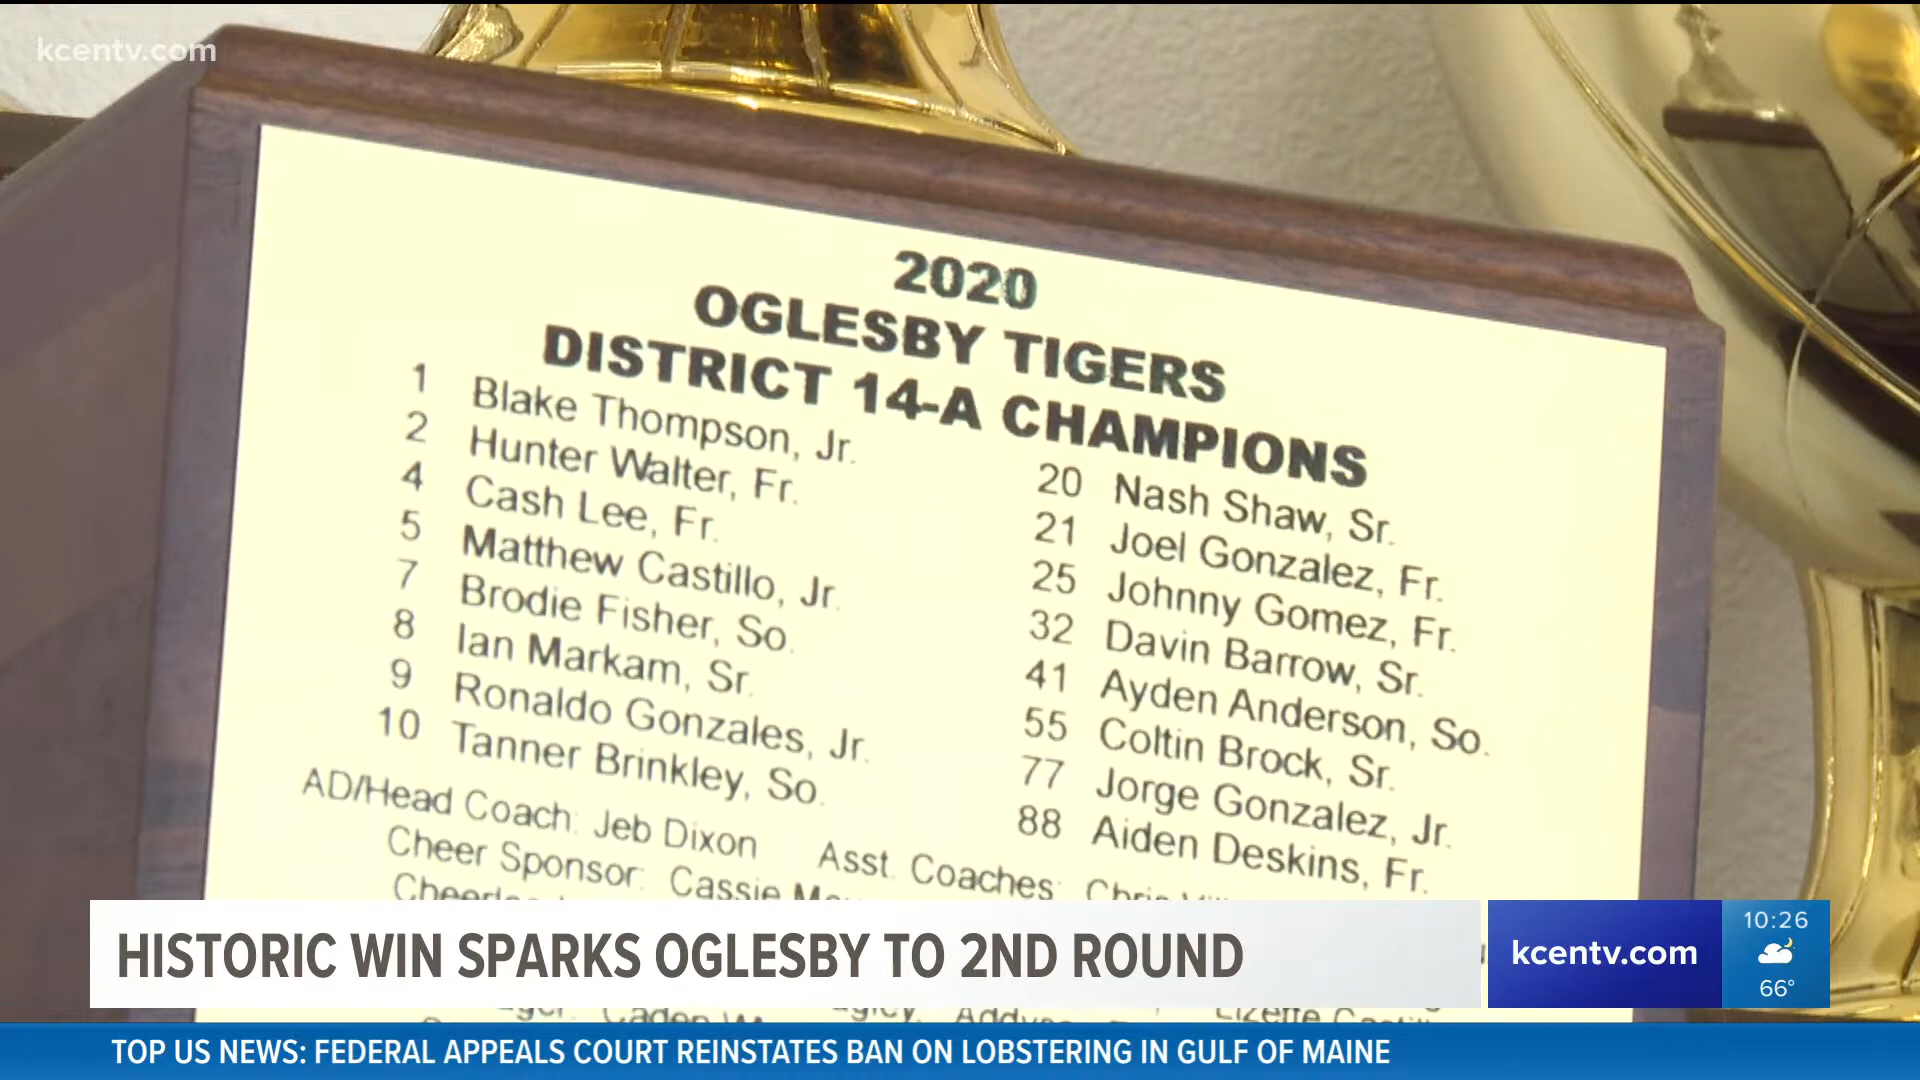 kcentv.com
2020
OGLESBY TIGERS
DISTRICT 14-A CHAMPIONS
1 Blake Thompson, Jr.
2 Hunter Walter, Fr.
4 Cash Lee, Fr.
5 Matthew Castillo, Jr.
7 Brodie Fisher, So.
8 Ian Markam, Sr.
9 Ronaldo Gonzales, Jr.
10 Tanner Brinkley, So.
20 Nash Shaw, Sr.
21 Joel Gonzalez, Fr.
25 Johnny Gomez, Fr.
32 Davin Barrow, Sr.
41 Ayden Anderson, So.
55 Coltin Brock, Sr.
77 Jorge Gonzalez, Jr.
88 Aiden Deskins, Fr.
AD/Head Coach: Jeb Dixon Asst. Coaches: Chris
Cheer Sponsor: Cassie
HISTORIC WIN SPARKS OGLESBY TO 2ND ROUND
kcentv.com
10:26
66°
TOP US NEWS: FEDERAL APPEALS COURT REINSTATES BAN ON LOBSTERING IN GULF OF MAINE